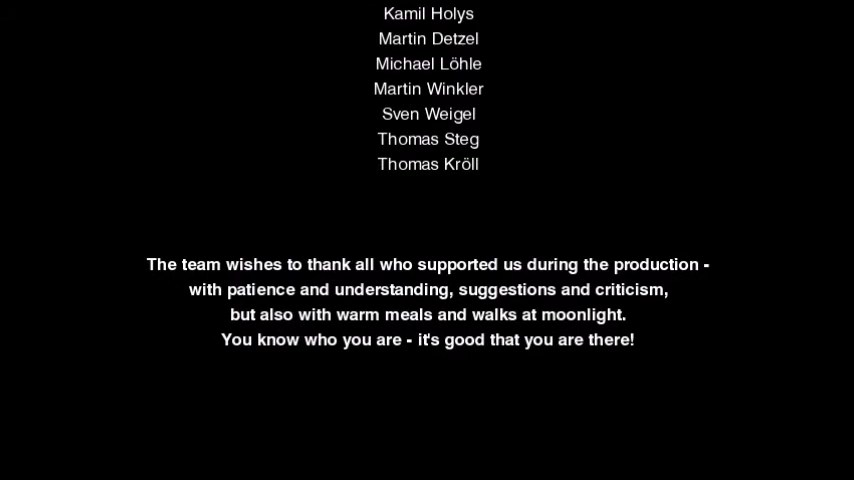 Kamil Holys
Martin Detzel
Michael Löhle
Martin Winkler
Sven Weigel
Thomas Steg
Thomas Kröll
The team wishes to thank all who supported us during the production -
with patience and understanding, suggestions and criticism,
but also with warm meals and walks at moonlight.
You know who you are - it's good that you are there!